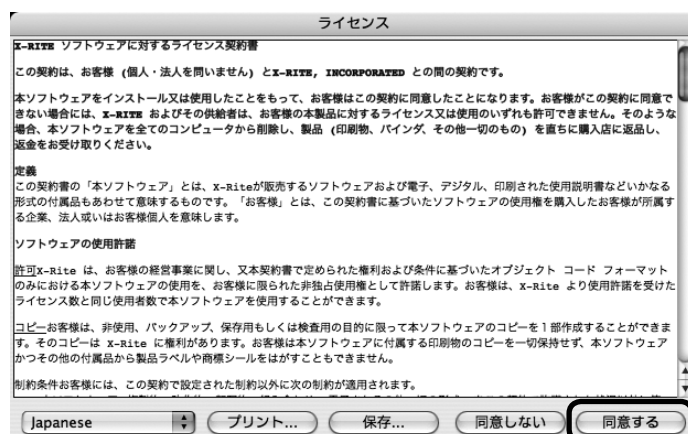 ライセンス
X-RITE ソフトウェアに対するライセンス契約書
この契約は、お客様 (個人・法人を問いません) とX-RITE, INCORPORATED との間の契約です。
本ソフトウェアをインストール又は使用したことをもって、お客様はこの契約に同意したことになります。お客様がこの契約に同意で
きない場合には、X-RITE およびその供給者は、お客様の本製品に対するライセンス又は使用のいずれも許可できません。そのような
場合、本ソフトウェアを全てのコンピュータから削除し、製品 (印刷物、バインダ、その他一切のもの) を直ちに購入店に返品し、
返金をお受け取りください。
定義
この契約書の「本ソフトウェア」とは、X-Riteが販売するソフトウェアおよび電子、デジタル、印刷された使用説明書などいかなる
形式の付属品もあわせて意味するものです。「お客様」とは、この契約書に基づいたソフトウェアの使用権を購入したお客様が所属す
る企業、法人或いはお客様個人を意味します。
ソフトウェアの使用許諾
許可X-Rite は、お客様の経営事業に関し、又本契約書で定められた権利および条件に基づいたオブジェクト コード フォーマット
のみにおける本ソフトウェアの使用を、お客様に限られた非独占使用権として許諾します。お客様は、X-Rite より使用許諾を受けた
ライセンス数と同じ使用者数で本ソフトウェアを使用することができます。
コピーお客様は、非使用、バックアップ、保存用もしくは検査用の目的に限って本ソフトウェアのコピーを1部作成することができま
す。そのコピーは X-Rite に権利があります。お客様は本ソフトウェアに付属する印刷物のコピーを一切保持せず、本ソフトウェア
かつその他の付属品から製品ラベルや商標シールをはがすこともできません。
制約条件お客様には、この契約で設定された制約以外に次の制約が適用されます。
Japanese
プリント...
保存...
同意しない
同意する